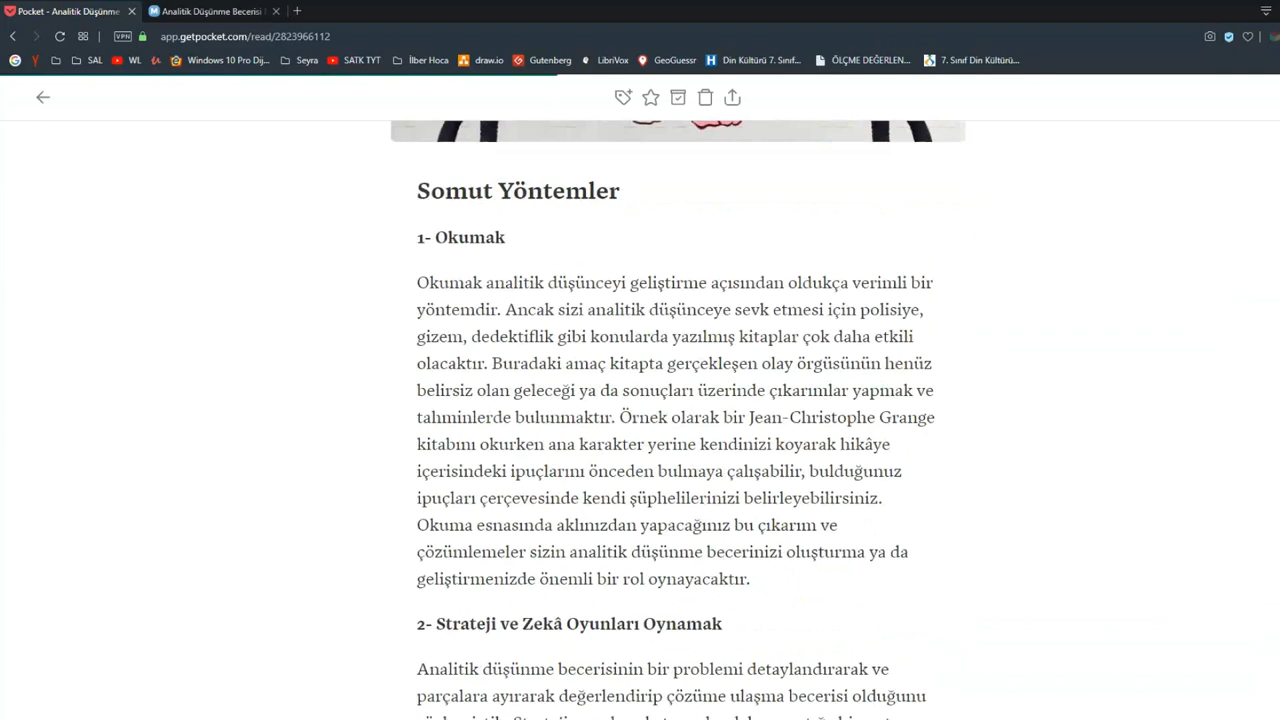 Pocket - Analitik Düşünme
Analitik Düşünme Becerisi
VPN
app.getpocket.com/read/2823966112
SAL WL Windows 10 Pro Dij... Seyra SATK TYT İlber Hoca draw.io Gutenberg LibriVox GeoGuessr Din Kültürü 7. Sınıf... ÖLÇME DEĞERLEN... 7. Sınıf Din Kültürü...
Somut Yöntemler
1- Okumak
Okumak analitik düşünceyi geliştirme açısından oldukça verimli bir
yöntemdir. Ancak sizi analitik düşünceye sevk etmesi için polisiye,
gizem, dedektiflik gibi konularda yazılmış kitaplar çok daha etkili
olacaktır. Buradaki amaç kitapta gerçekleşen olay örgüsünün henüz
belirsiz olan geleceği ya da sonuçları üzerinde çıkarımlar yapmak ve
tahminlerde bulunmaktır. Örnek olarak bir Jean-Christophe Grange
kitabını okurken ana karakter yerine kendinizi koyarak hikâye
içerisindeki ipuçlarını önceden bulmaya çalışabilir, bulduğunuz
ipuçları çerçevesinde kendi şüphelilerinizi belirleyebilirsiniz.
Okuma esnasında aklınızdan yapacağınız bu çıkarım ve
çözümlemeler sizin analitik düşünme becerinizi oluşturma ya da
geliştirmenizde önemli bir rol oynayacaktır.
2- Strateji ve Zekâ Oyunları Oynamak
Analitik düşünme becerisinin bir problemi detaylandırarak ve
parçalara ayırarak değerlendirip çözüme ulaşma becerisi olduğunu